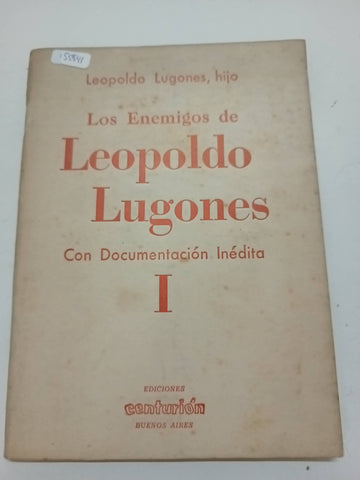 Leopoldo Lugones, hijo
Los Enemigos de
Leopoldo
Lugones
Con Documentación Inédita
I
EDICIONES
centurión
BUENOS AIRES